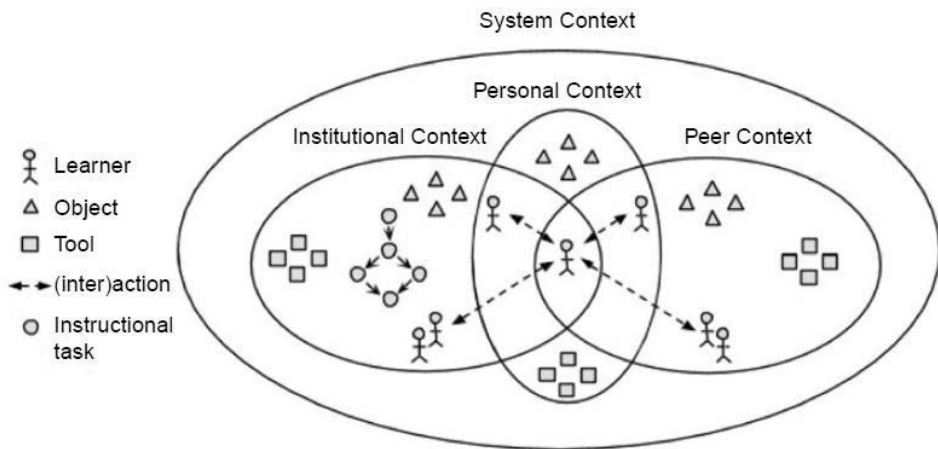 System Context
Personal Context
Institutional Context
Peer Context
Learner
Object
Tool
(inter)action
Instructional
task